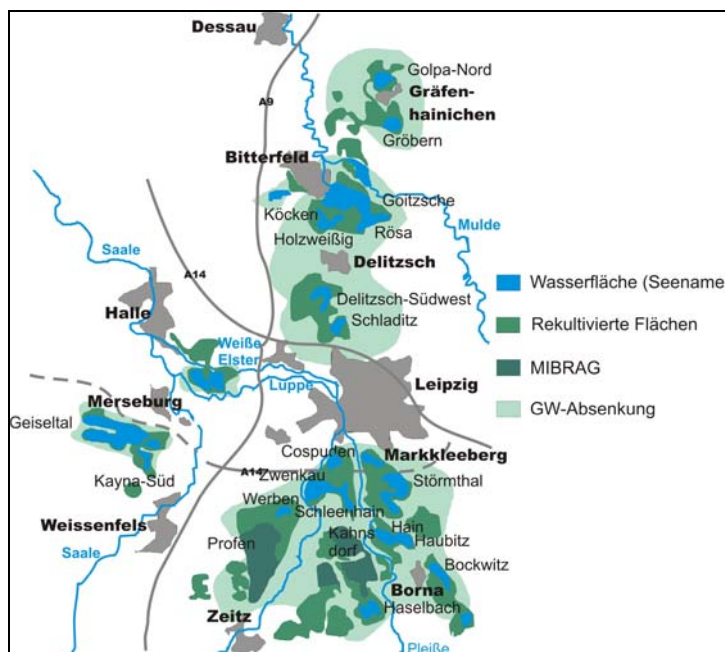 Dessau
Golpa-Nord
Gräfen-
hainichen
A9
Gröbern
Bitterfeld
Köcken
Goitzsche
Holzweißig
Rösa
Mulde
Saale
Delitzsch
A14
Delitzsch-Südwest
Schladitz
Halle
Weiße
Elster
Luppe
Leipzig
Merseburg
Geiseltal
Kayna-Süd
Cospuden
Markkleeberg
A14
Zwenkau
Störmthal
Werben
Schleenhain
Weissenfels
Hain
Profen
Kahns
dorf
Haubitz
Bockwitz
Saale
Borna
Haselbach
Zeitz
Pleiße
Wasserfläche (Seename
Rekultivierte Flächen
MIBRAG
GW-Absenkung